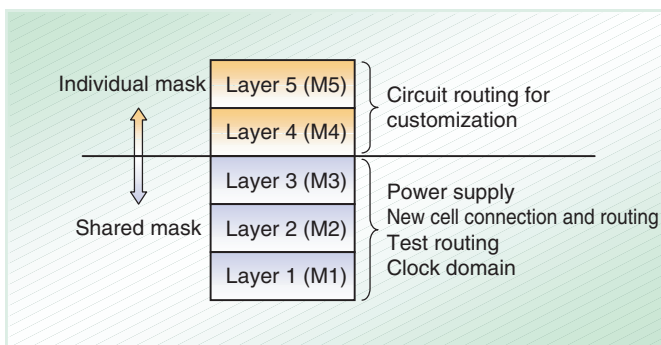 Individual mask
Shared mask
Layer 5 (M5)
Layer 4 (M4)
Layer 3 (M3)
Layer 2 (M2)
Layer 1 (M1)
Circuit routing for
customization
Power supply
New cell connection and routing
Test routing
Clock domain